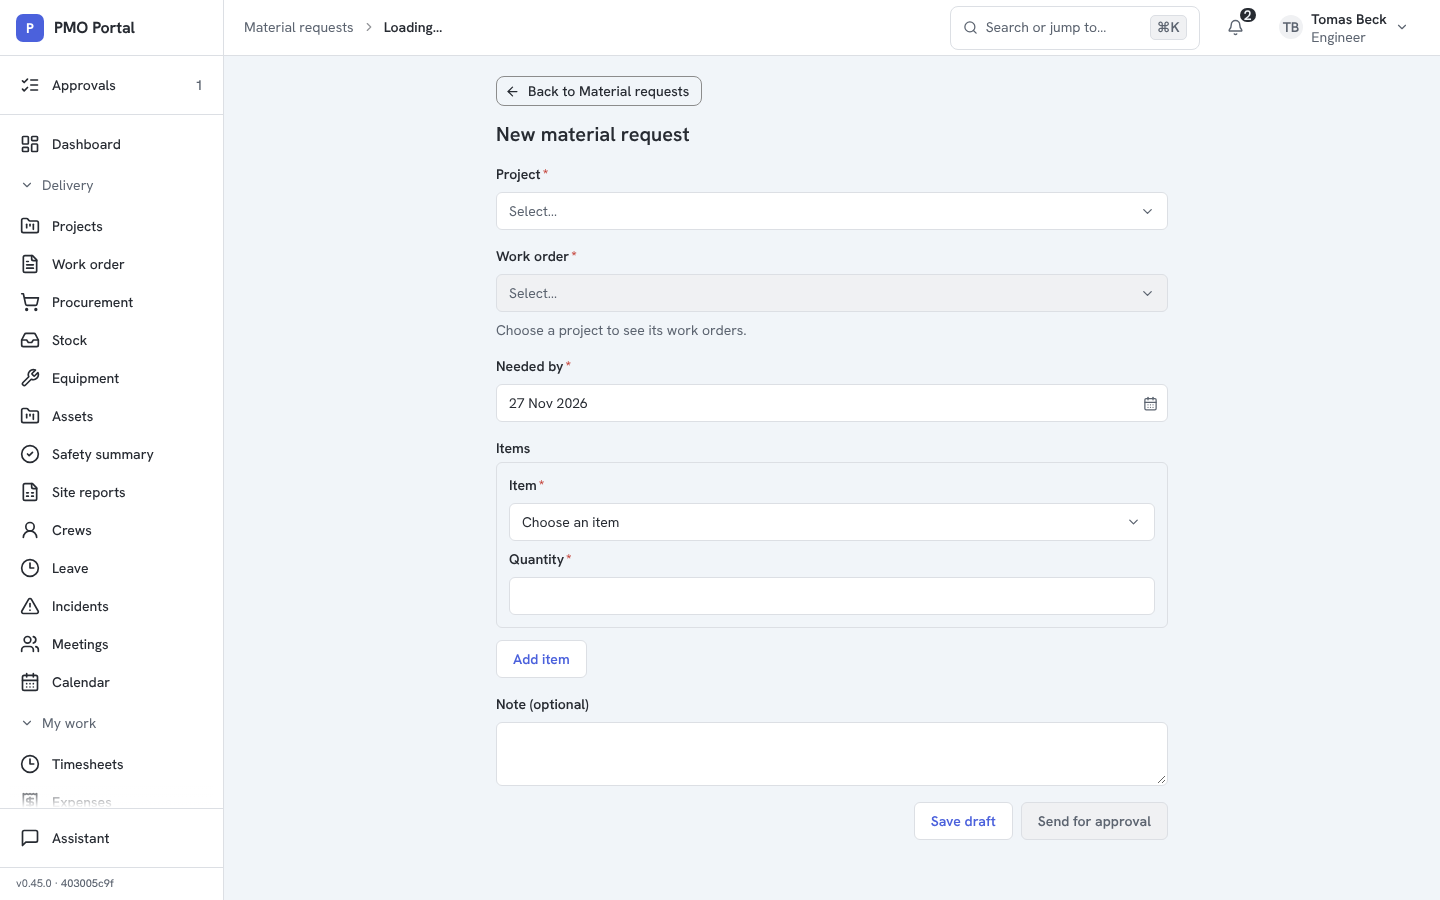 P PMO Portal
Material requests > Loading...
Search or jump to... ⌘K
2
TB
Tomas Beck
Engineer
Approvals 1
Dashboard
Delivery
Projects
Work order
Procurement
Stock
Equipment
Assets
Safety summary
Site reports
Crews
Leave
Incidents
Meetings
Calendar
My work
Timesheets
Expenses
Assistant
v0.45.0 · 403005c9f
Back to Material requests
New material request
Project *
Select...
Work order *
Select...
Choose a project to see its work orders.
Needed by *
27 Nov 2026
Items
Item *
Choose an item
Quantity *
Add item
Note (optional)
Save draft
Send for approval